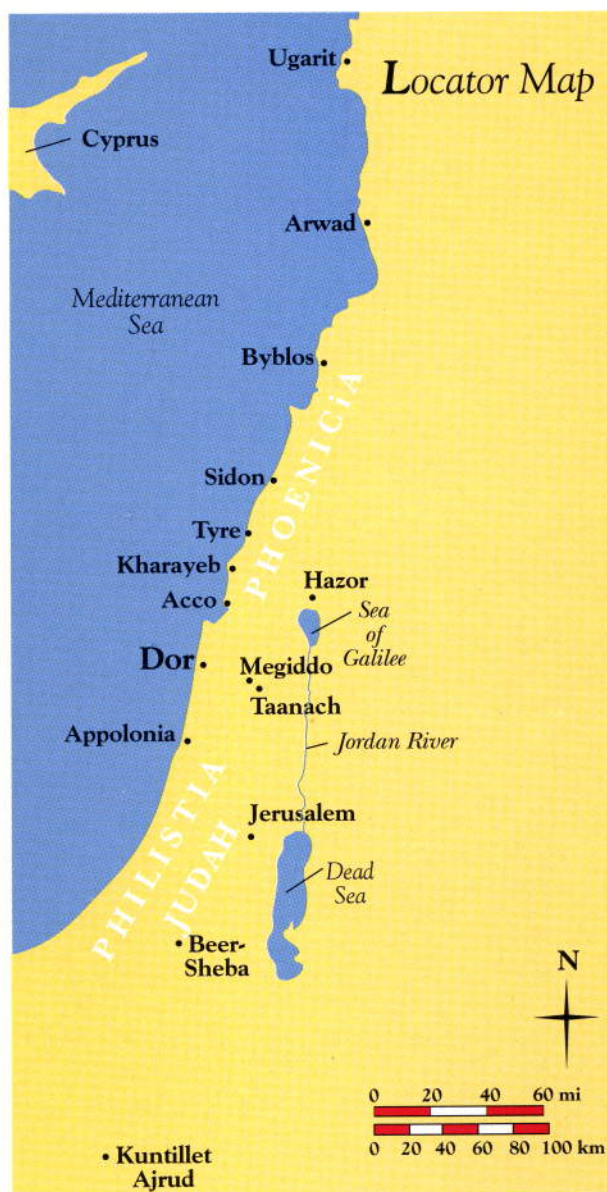 Locator Map
Ugarit
Cyprus
Arwad
Mediterranean
Sea
Byblos
PHOENICiA
Sidon
Tyre
Kharayeb
Hazor
Acco
Sea
of
Galilee
Dor
Megiddo
Taanach
Appolonia
Jordan River
PHILISTIA
JUDAH
Jerusalem
Dead
Sea
Beer-
Sheba
N
0 20 40 60 mi
0 20 40 60 80 100 km
Kuntillet
Ajrud